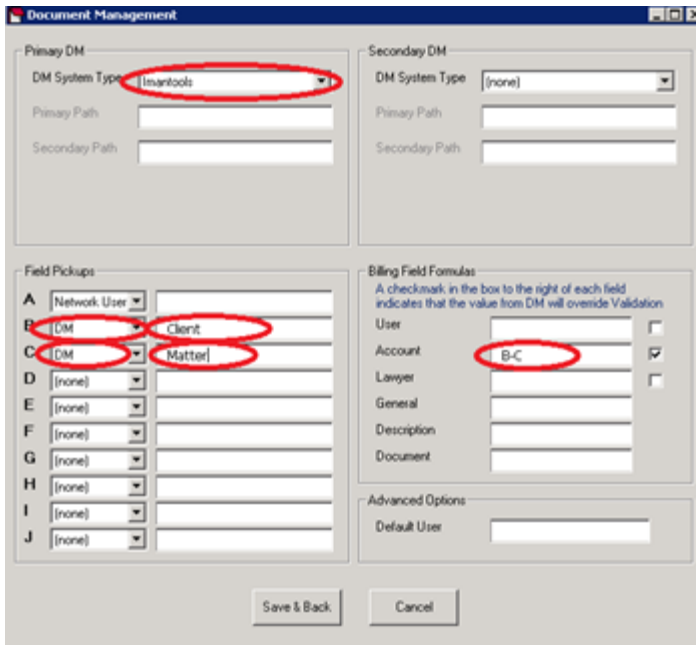 Document Management
Primary DM
DM System Type Imantools
Primary Path
Secondary Path
Secondary DM
DM System Type (none)
Primary Path
Secondary Path
Field Pickups
A Network User
B DM Client
C DM Matter
D (none)
E (none)
F (none)
G (none)
H (none)
I (none)
J (none)
Billing Field Formulas
A checkmark in the box to the right of each field
indicates that the value from DM will override Validation
User
Account B-C
Lawyer
General
Description
Document
Advanced Options
Default User
Save & Back Cancel